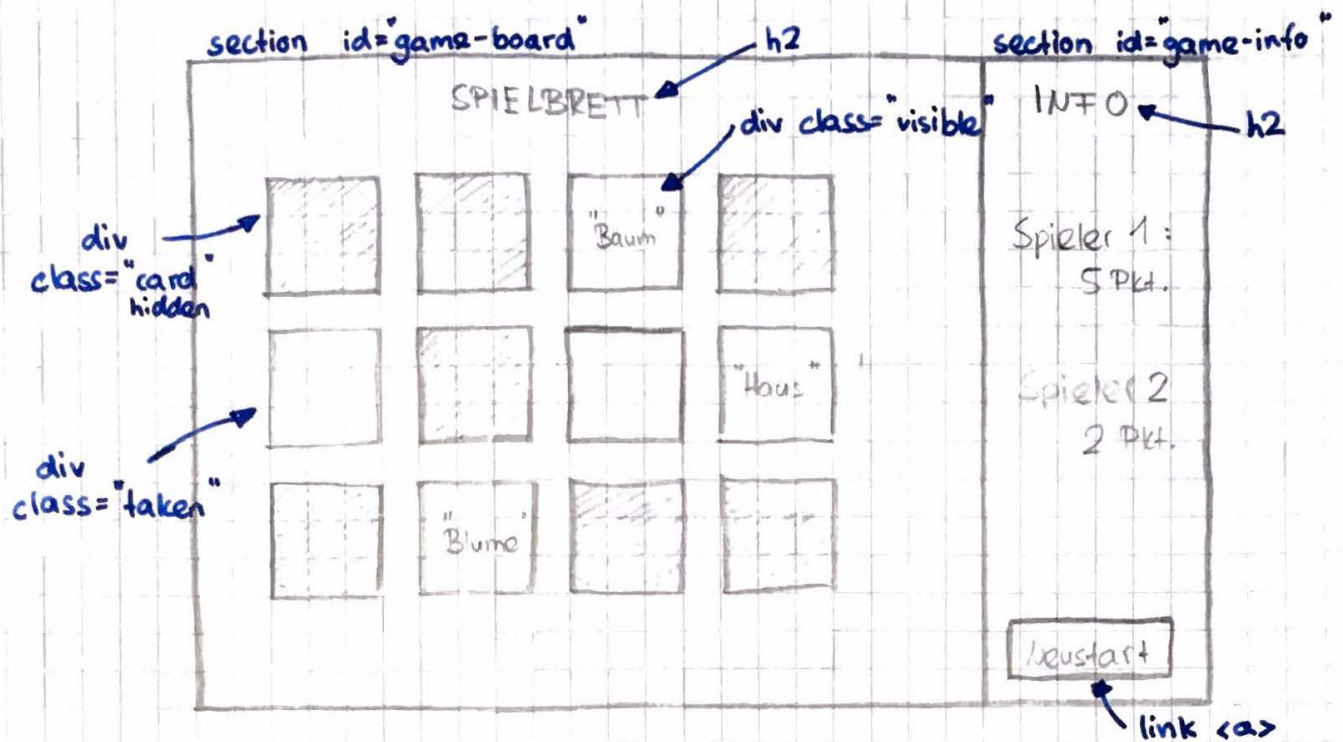 section id="game-board"
h2
section id="game-info"
SPIELBRETT
INFO
h2
div class="visible"
"Baum"
div
class="card"
hidden
Spieler 1:
5 Pkt.
"Haus"
Spieler 2
2 Pkt.
div
class="taken"
"Blume"
Neustart
link <a>